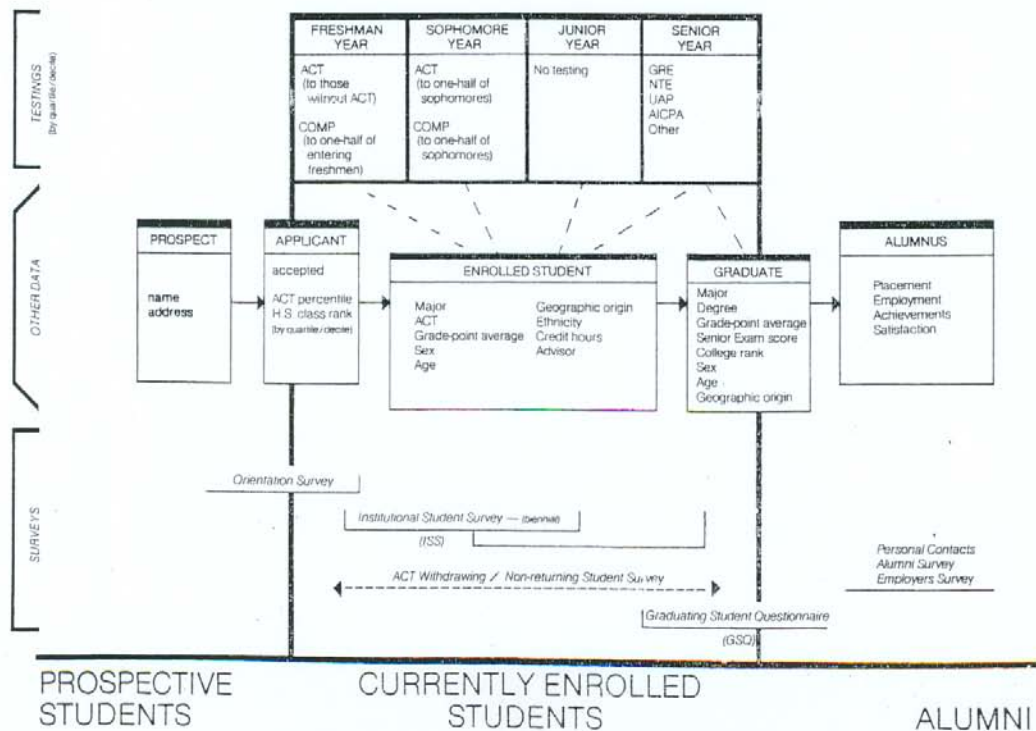 TESTINGS
(by quartile/decile)
FRESHMAN
YEAR
ACT
(to those
without ACT)
COMP
(to one-half of
entering
freshmen)
SOPHOMORE
YEAR
ACT
(to one-half of
sophomores)
COMP
(to one-half of
sophomores)
JUNIOR
YEAR
No testing
SENIOR
YEAR
GRE
NTE
UAP
AICPA
Other
OTHER DATA
PROSPECT
name
address
APPLICANT
accepted
ACT percentile
H.S. class rank
(by quartile/decile)
ENROLLED STUDENT
Major
ACT
Grade-point average
Sex
Age
Geographic origin
Ethnicity
Credit hours
Advisor
GRADUATE
Major
Degree
Grade-point average
Senior Exam score
College rank
Sex
Age
Geographic origin
ALUMNUS
Placement
Employment
Achievements
Satisfaction
SURVEYS
Orientation Survey
Institutional Student Survey — (biennial)
(ISS)
ACT Withdrawing / Non-returning Student Survey
Graduating Student Questionnaire
(GSQ)
Personal Contacts
Alumni Survey
Employers Survey
PROSPECTIVE
STUDENTS
CURRENTLY ENROLLED
STUDENTS
ALUMNI